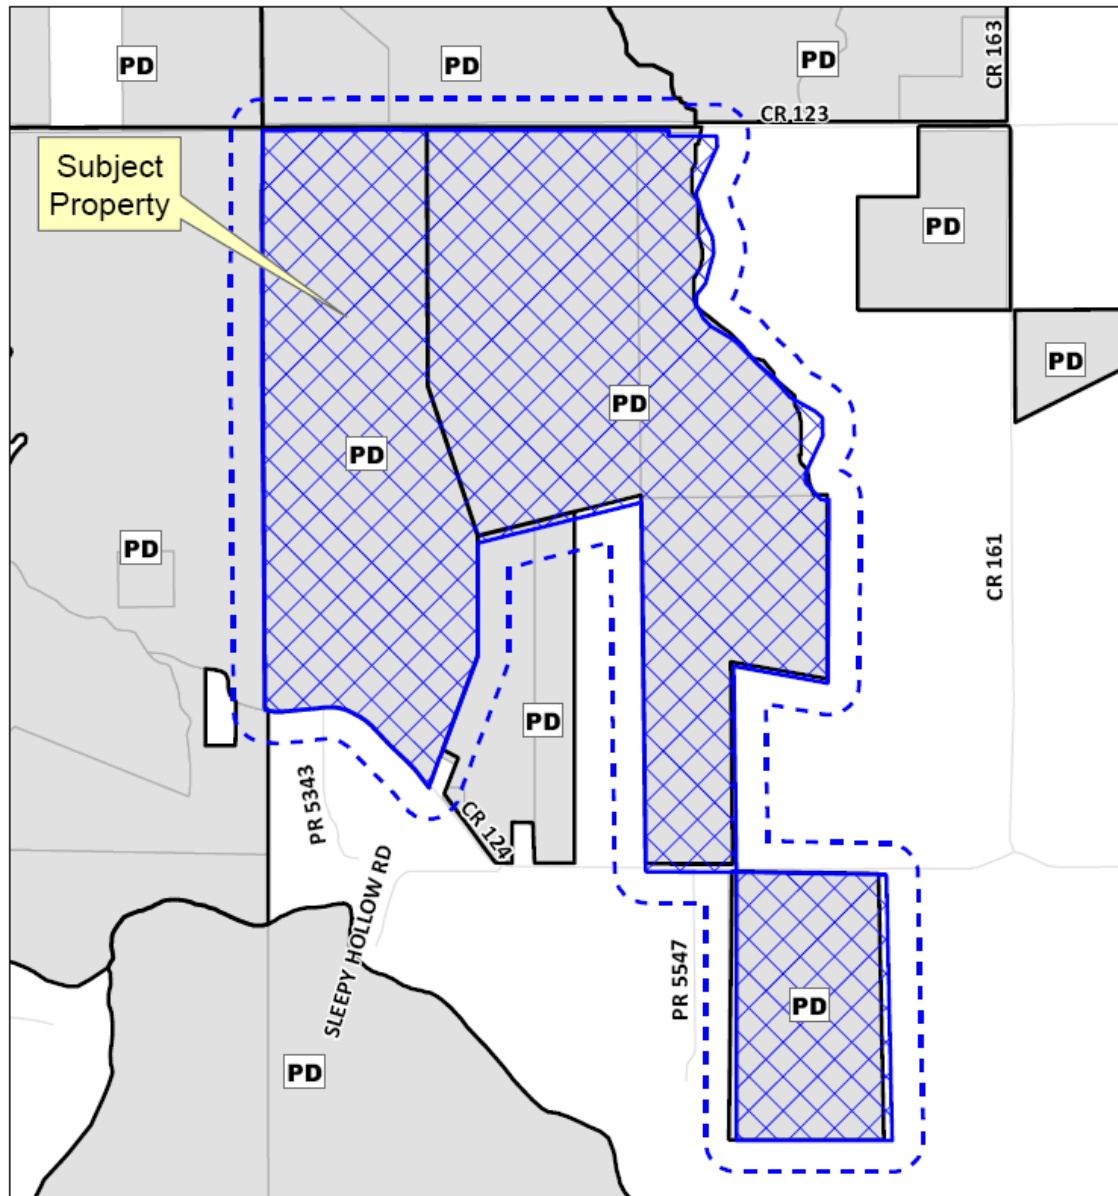 PD
PD
PD
CR 163
CR 123
Subject
Property
PD
PD
PD
PD
PD
CR 161
PD
PR 5343
CR 124
SLEEPY HOLLOW RD
PR 5547
PD
PD